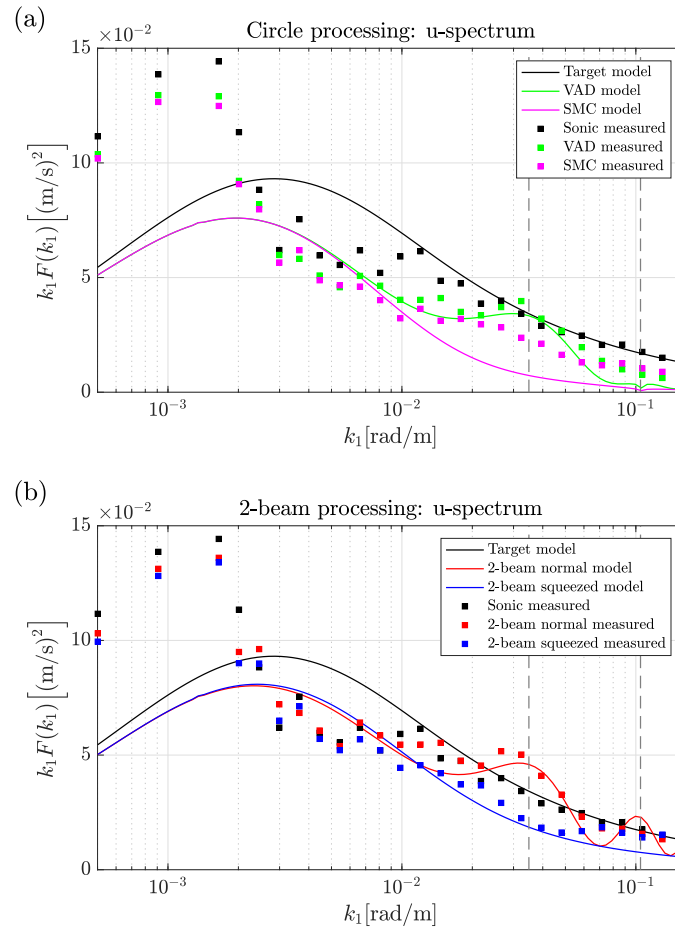 (a)
Circle processing: u-spectrum
×10⁻²
15
10
5
0
k₁F(k₁)[(m/s)²]
Target model
VAD model
SMC model
Sonic measured
VAD measured
SMC measured
10⁻³ 10⁻² 10⁻¹
k₁[rad/m]
(b)
2-beam processing: u-spectrum
×10⁻²
15
10
5
0
k₁F(k₁)[(m/s)²]
Target model
2-beam normal model
2-beam squeezed model
Sonic measured
2-beam normal measured
2-beam squeezed measured
10⁻³ 10⁻² 10⁻¹
k₁[rad/m]